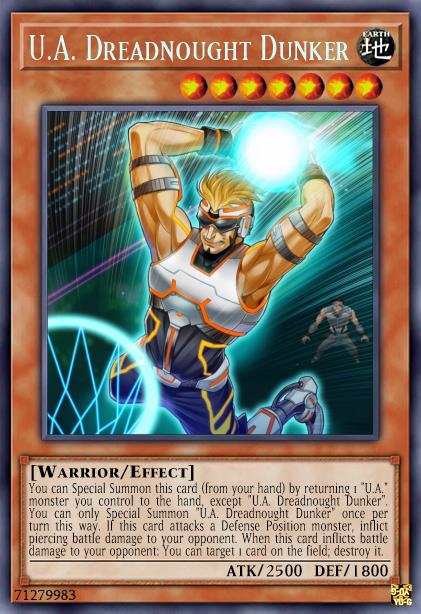 U.A. Dreadnought Dunker
EARTH
地
[Warrior/Effect]
You can Special Summon this card (from your hand) by returning 1 "U.A."
monster you control to the hand, except "U.A. Dreadnought Dunker".
You can only Special Summon "U.A. Dreadnought Dunker" once per
turn this way. If this card attacks a Defense Position monster, inflict
piercing battle damage to your opponent. When this card inflicts battle
damage to your opponent: You can target 1 card on the field; destroy it.
ATK/2500 DEF/1800
71279983